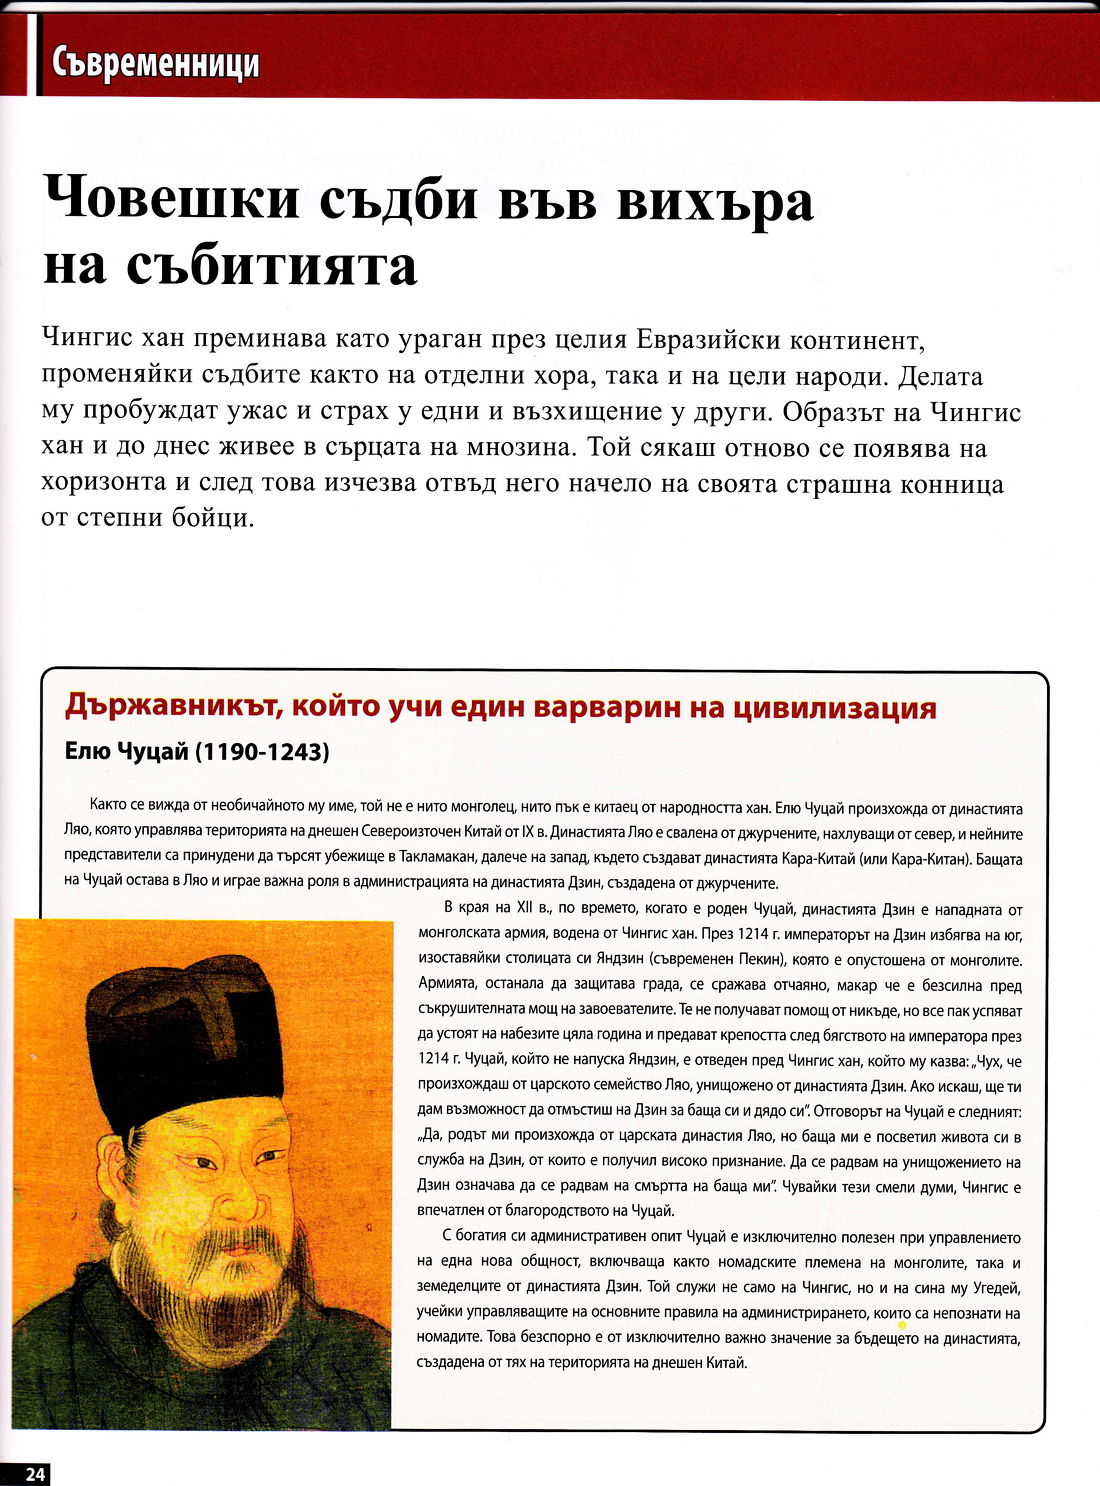 Съвременници
Човешки съдби във вихъра
на събитията
Чингис хан преминава като ураган през целия Евразийски континент,
променяйки съдбите както на отделни хора, така и на цели народи. Делата
му пробуждат ужас и страх у едни и възхищение у други. Образът на Чингис
хан и до днес живее в сърцата на мнозина. Той сякаш отново се появява на
хоризонта и след това изчезва отвъд него начело на своята страшна конница
от степни бойци.
Държавникът, който учи един варварин на цивилизация
Елю Чуцай (1190-1243)
Както се вижда от необичайното му име, той не е нито монголец, нито пък е китаец от народността хан. Елю Чуцай произхожда от династията
Ляо, която управлява територията на днешен Североизточен Китай от IX в. Династията Ляо е свалена от джурчените, нахлуващи от север, и нейните
представители са принудени да търсят убежище в Такламакан, далече на запад, където създават династията Кара-Китай (или Кара-Китан). Бащата
на Чуцай остава в Ляо и играе важна роля в администрацията на династията Дзин, създадена от джурчените.
В края на XII в., по времето, когато е роден Чуцай, династията Дзин е нападната от
монголската армия, водена от Чингис хан. През 1214 г. императорът на Дзин избягва на юг,
изоставяйки столицата си Яндзин (съвременен Пекин), която е опустошена от монголите.
Армията, останала да защитава града, се сражава отчаяно, макар че е безсилна пред
съкрушителната мощ на завоевателите. Те не получават помощ от никъде, но все пак успяват
да устоят на набезите цяла година и предават крепостта след бягството на императора през
1214 г. Чуцай, който не напуска Яндзин, е отведен пред Чингис хан, който му казва: „Чух, че
произхождаш от царското семейство Ляо, унищожено от династията Дзин. Ако искаш, ще ти
дам възможност да отмъстиш на Дзин за баща си и дядо си”. Отговорът на Чуцай е следният:
„Да, родът ми произхожда от царската династия Ляо, но баща ми е посветил живота си в
служба на Дзин, от които е получил високо признание. Да се радвам на унищожението на
Дзин означава да се радвам на смъртта на баща ми”. Чувайки тези смели думи, Чингис е
впечатлен от благородството на Чуцай.
С богатия си административен опит Чуцай е изключително полезен при управлението
на една нова общност, включваща както номадските племена на монголите, така и
земеделците от династията Дзин. Той служи не само на Чингис, но и на сина му Угедей,
учейки управляващите на основните правила на администрирането, които са непознати на
номадите. Това безспорно е от изключително важно значение за бъдещето на династията,
създадена от тях на територията на днешен Китай.
24